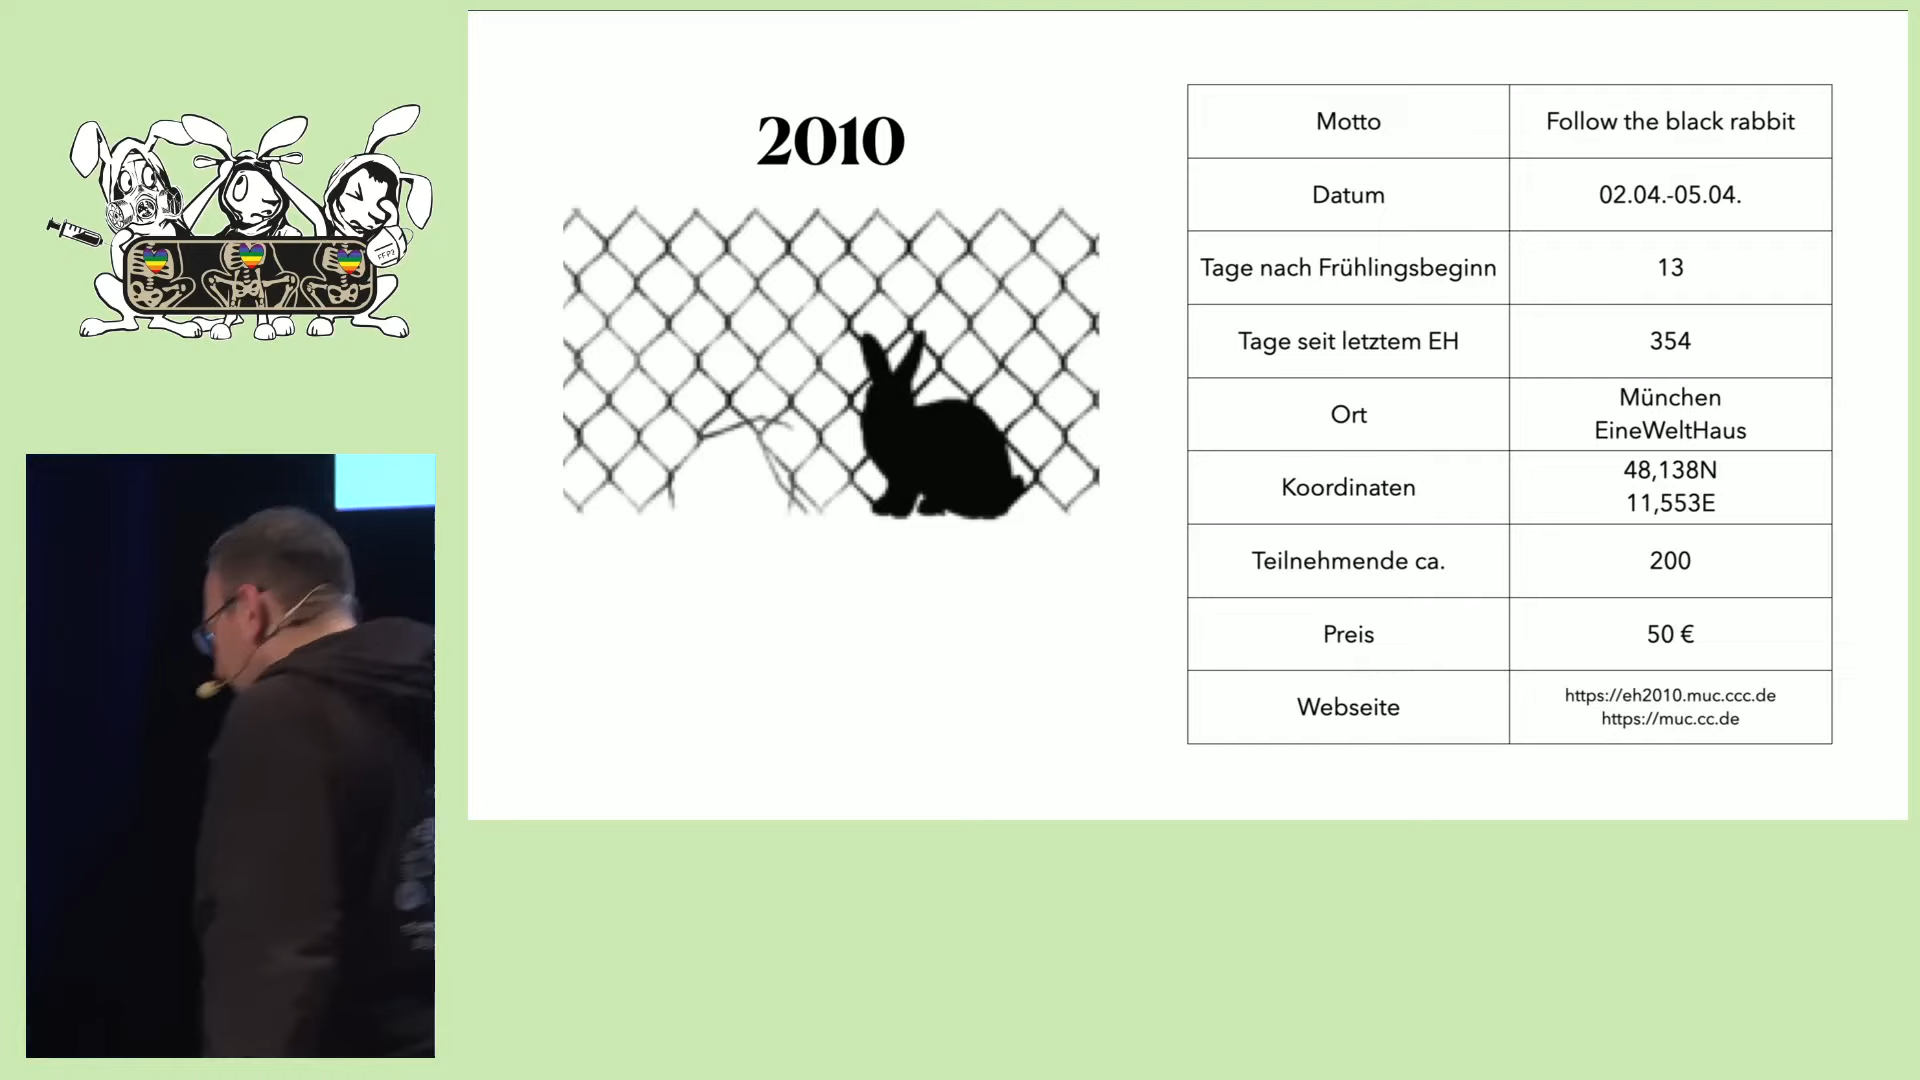 FFP2
2010
Motto
Follow the black rabbit
Datum
02.04.-05.04.
Tage nach Frühlingsbeginn
13
Tage seit letztem EH
354
Ort
München
EineWeltHaus
Koordinaten
48,138N
11,553E
Teilnehmende ca.
200
Preis
50 €
Webseite
https://eh2010.muc.ccc.de
https://muc.cc.de